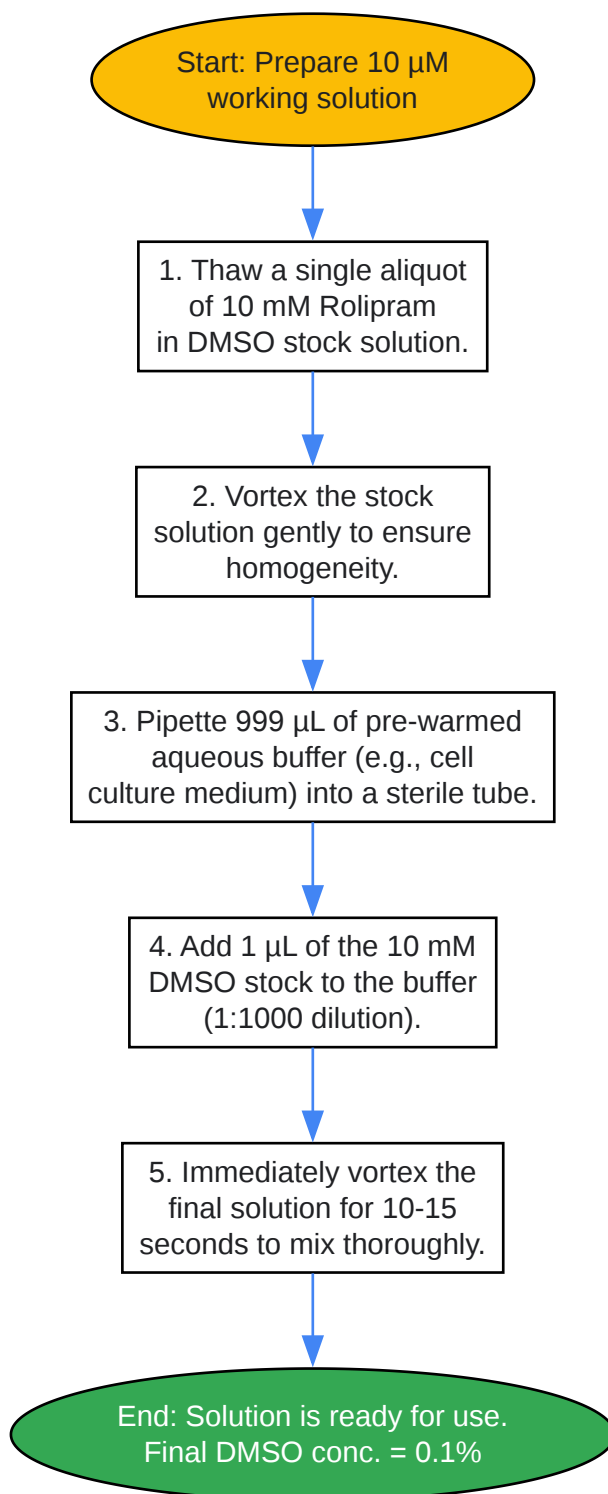 Start: Prepare 10 µM
working solution
1. Thaw a single aliquot
of 10 mM Rolipram
in DMSO stock solution.
2. Vortex the stock
solution gently to ensure
homogeneity.
3. Pipette 999 µL of pre-warmed
aqueous buffer (e.g., cell
culture medium) into a sterile tube.
4. Add 1 µL of the 10 mM
DMSO stock to the buffer
(1:1000 dilution).
5. Immediately vortex the
final solution for 10-15
seconds to mix thoroughly.
End: Solution is ready for use.
Final DMSO conc. = 0.1%